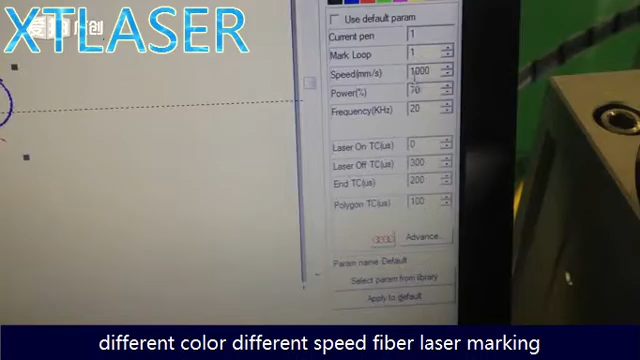 XTLASER
Use default param
Current pen 1
Mark Loop 1
Speed(mm/s) 1000
Power(%) 70
Frequency(KHz) 20
Laser On TC(us) 0
Laser Off TC(us) 300
End TC(us) 200
Polygon TC(us) 100
Advance...
Param name Default
Select param from library
Apply to default
different color different speed fiber laser marking